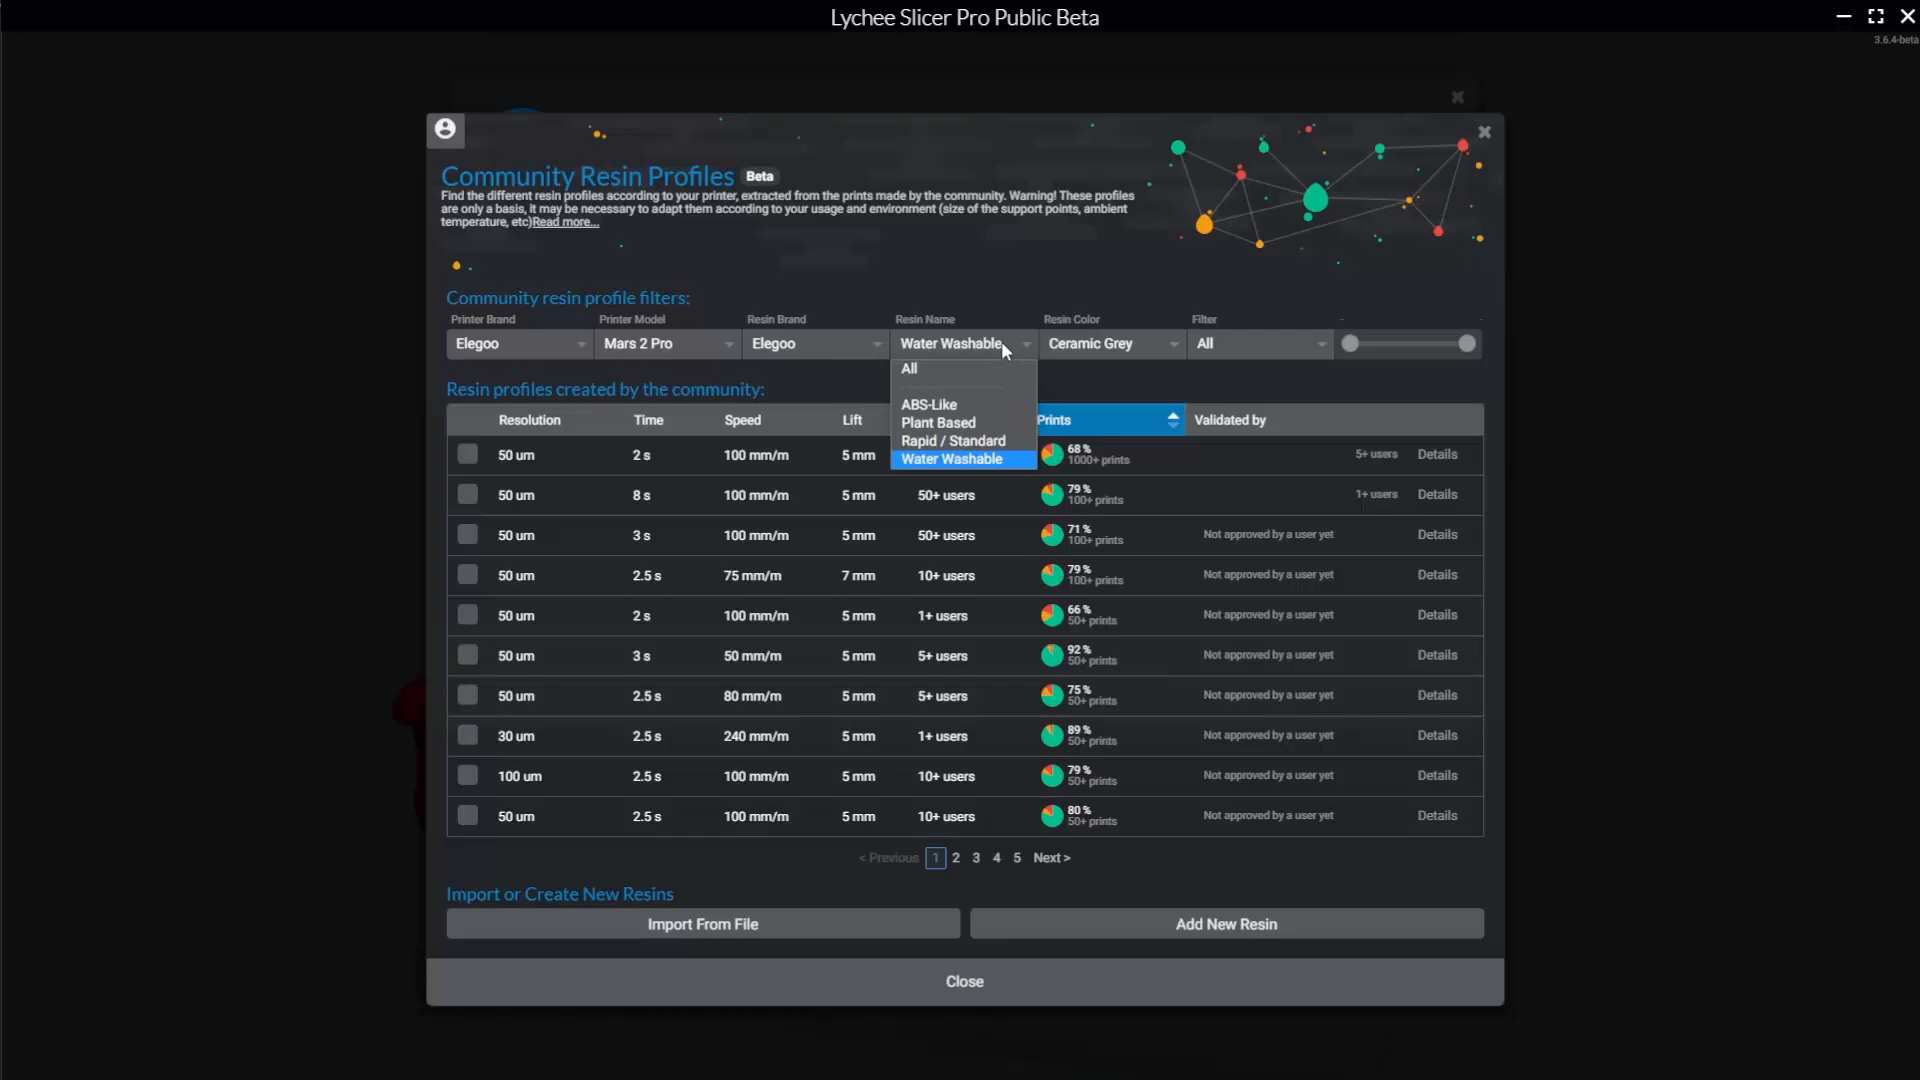 Lychee Slicer Pro Public Beta
3.6.4-beta
Community Resin Profiles Beta
Find the different resin profiles according to your printer, extracted from the prints made by the community. Warning! These profiles
are only a basis, it may be necessary to adapt them according to your usage and environment (size of the support points, ambient
temperature, etc)Read more...
Community resin profile filters:
Printer Brand Printer Model Resin Brand Resin Name Resin Color Filter -
Elegoo Mars 2 Pro Elegoo Water Washable Ceramic Grey All
All
ABS-Like
Plant Based
Rapid / Standard
Water Washable
Resin profiles created by the community:
Resolution Time Speed Lift Prints Validated by
50 um 2 s 100 mm/m 5 mm 68 % 1000+ prints 5+ users Details
50 um 8 s 100 mm/m 5 mm 50+ users 79 % 100+ prints 1+ users Details
50 um 3 s 100 mm/m 5 mm 50+ users 71 % 100+ prints Not approved by a user yet Details
50 um 2.5 s 75 mm/m 7 mm 10+ users 79 % 100+ prints Not approved by a user yet Details
50 um 2 s 100 mm/m 5 mm 1+ users 66 % 50+ prints Not approved by a user yet Details
50 um 3 s 50 mm/m 5 mm 5+ users 92 % 50+ prints Not approved by a user yet Details
50 um 2.5 s 80 mm/m 5 mm 5+ users 75 % 50+ prints Not approved by a user yet Details
30 um 2.5 s 240 mm/m 5 mm 1+ users 89 % 50+ prints Not approved by a user yet Details
100 um 2.5 s 100 mm/m 5 mm 10+ users 79 % 50+ prints Not approved by a user yet Details
50 um 2.5 s 100 mm/m 5 mm 10+ users 80 % 50+ prints Not approved by a user yet Details
< Previous 1 2 3 4 5 Next >
Import or Create New Resins
Import From File Add New Resin
Close